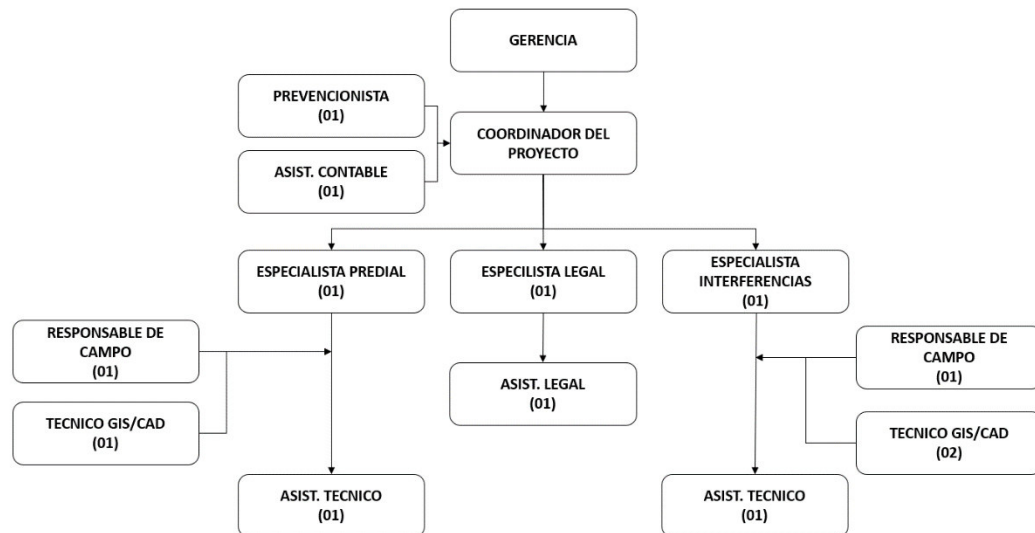 GERENCIA
PREVENCIONISTA
(01)
COORDINADOR DEL
PROYECTO
ASIST. CONTABLE
(01)
ESPECIALISTA PREDIAL
(01)
ESPECILISTA LEGAL
(01)
ESPECIALISTA
INTERFERENCIAS
(01)
RESPONSABLE DE
CAMPO
(01)
RESPONSABLE DE
CAMPO
(01)
ASIST. LEGAL
(01)
TECNICO GIS/CAD
(01)
TECNICO GIS/CAD
(02)
ASIST. TECNICO
(01)
ASIST. TECNICO
(01)